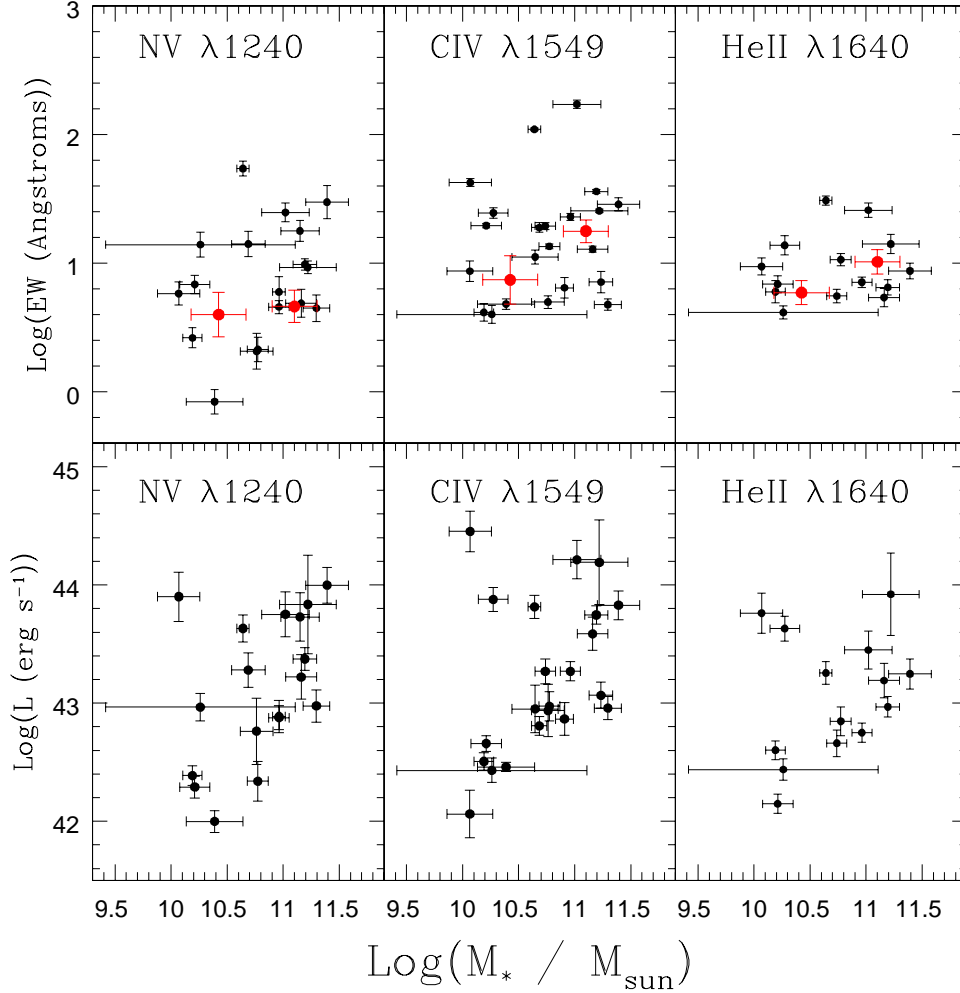 NV λ1240 CIV λ1549 HeII λ1640
3
2
1
0
Log(EW (Angstroms))
NV λ1240 CIV λ1549 HeII λ1640
45
44
43
42
Log(L (erg s⁻¹))
9.5 10 10.5 11 11.5 9.5 10 10.5 11 11.5 9.5 10 10.5 11 11.5
Log(M* / Msun)